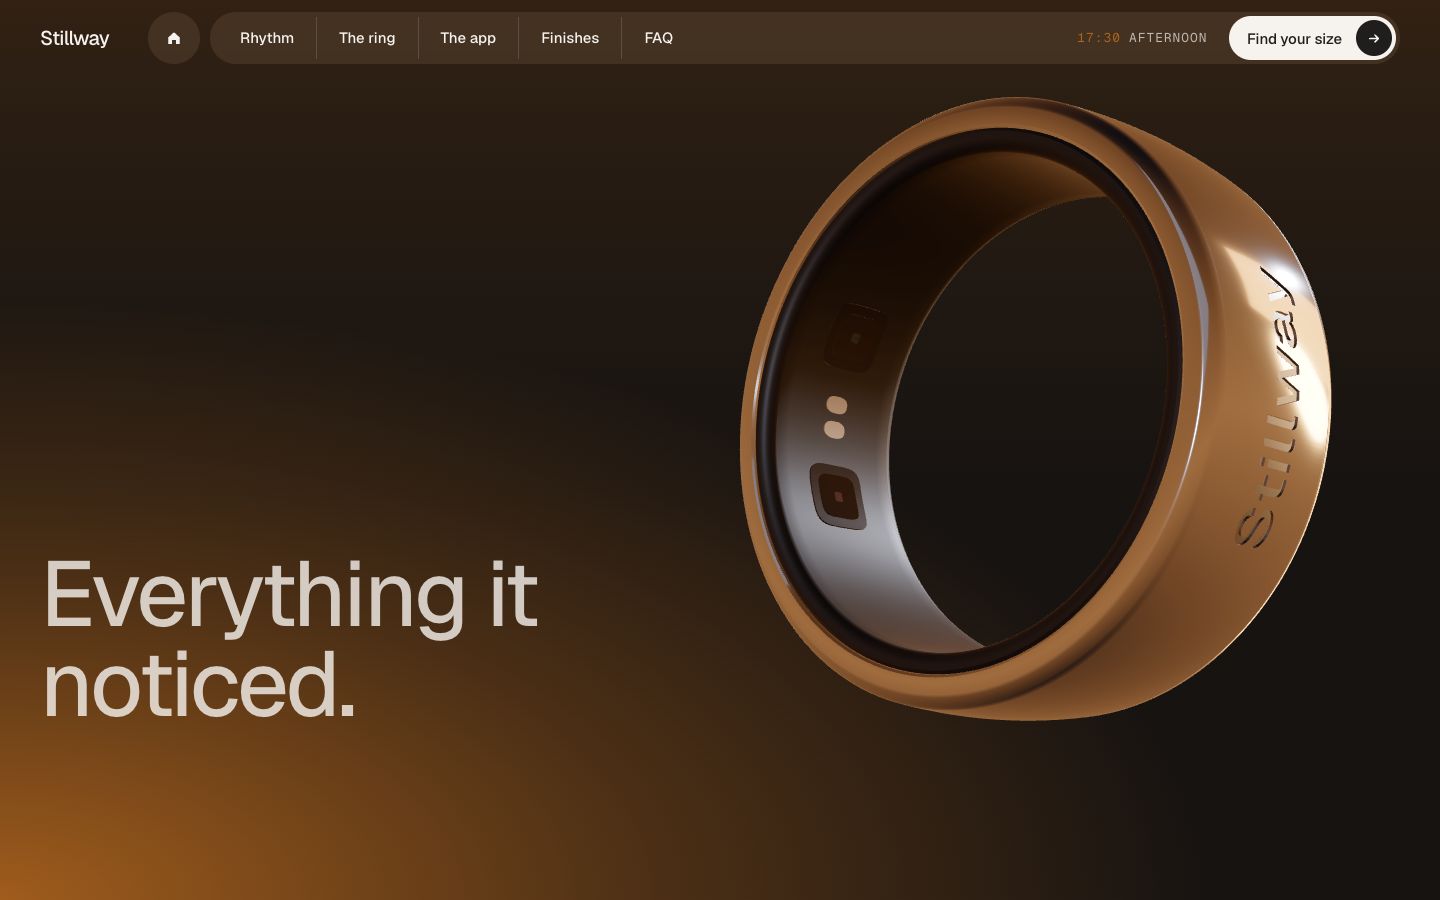 Stillway
Rhythm
The ring
The app
Finishes
FAQ
17:30 AFTERNOON
Find your size
Stillway
Everything it
noticed.